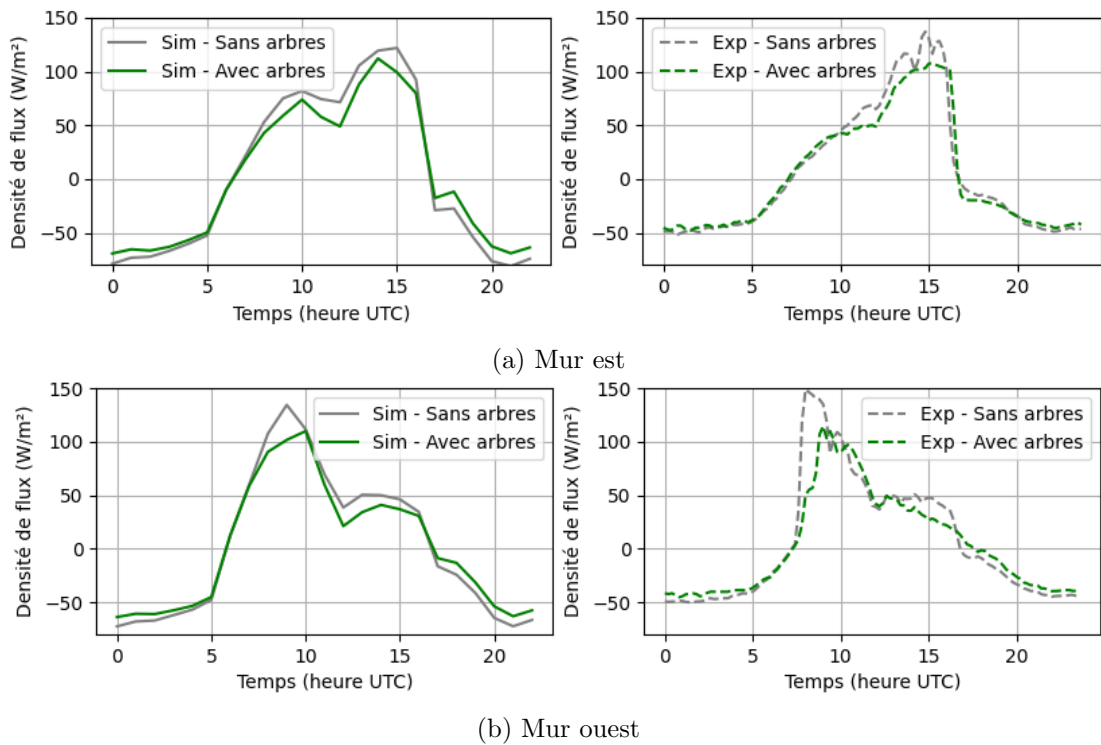 Densité de flux (W/m²)
150
100
50
0
−50
Sim - Sans arbres
Sim - Avec arbres
0 5 10 15 20
Temps (heure UTC)
Densité de flux (W/m²)
150
100
50
0
−50
Exp - Sans arbres
Exp - Avec arbres
0 5 10 15 20
Temps (heure UTC)
(a) Mur est
Densité de flux (W/m²)
150
100
50
0
−50
Sim - Sans arbres
Sim - Avec arbres
0 5 10 15 20
Temps (heure UTC)
Densité de flux (W/m²)
150
100
50
0
−50
Exp - Sans arbres
Exp - Avec arbres
0 5 10 15 20
Temps (heure UTC)
(b) Mur ouest